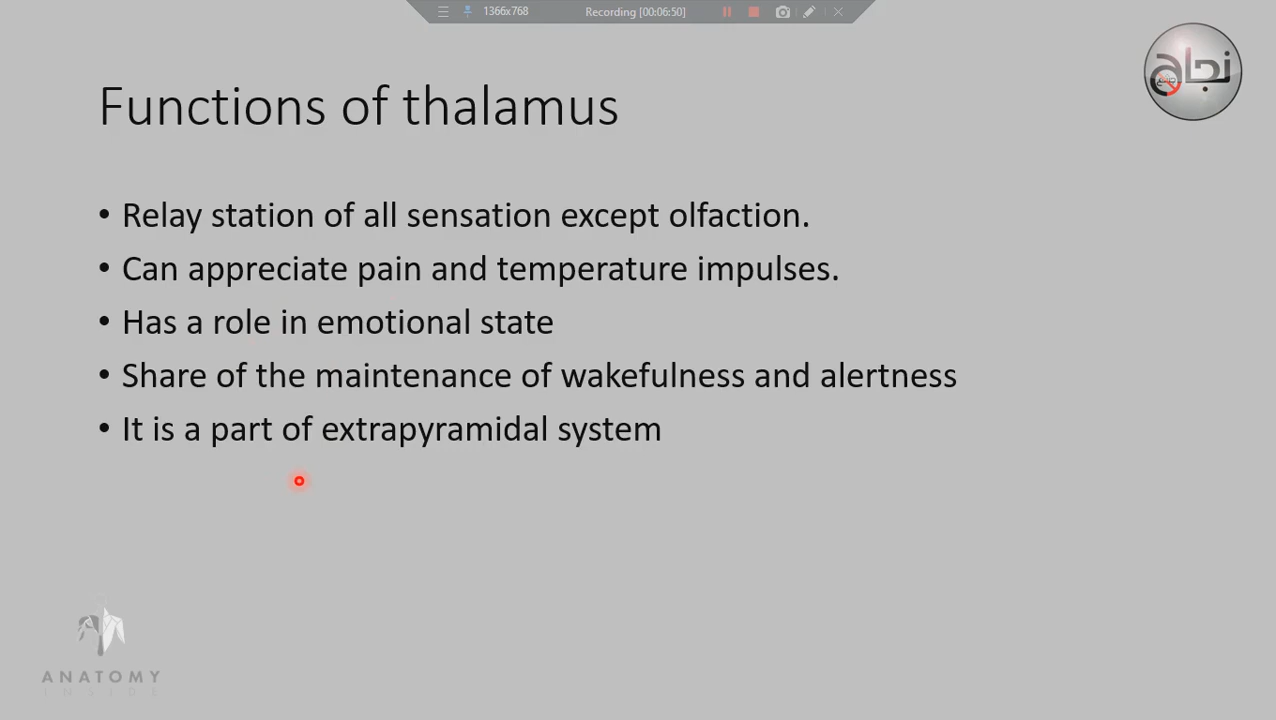 1366x768
Recording [00:06:50]
نجاح
Functions of thalamus
• Relay station of all sensation except olfaction.
• Can appreciate pain and temperature impulses.
• Has a role in emotional state
• Share of the maintenance of wakefulness and alertness
• It is a part of extrapyramidal system
ANATOMY
INSIDE